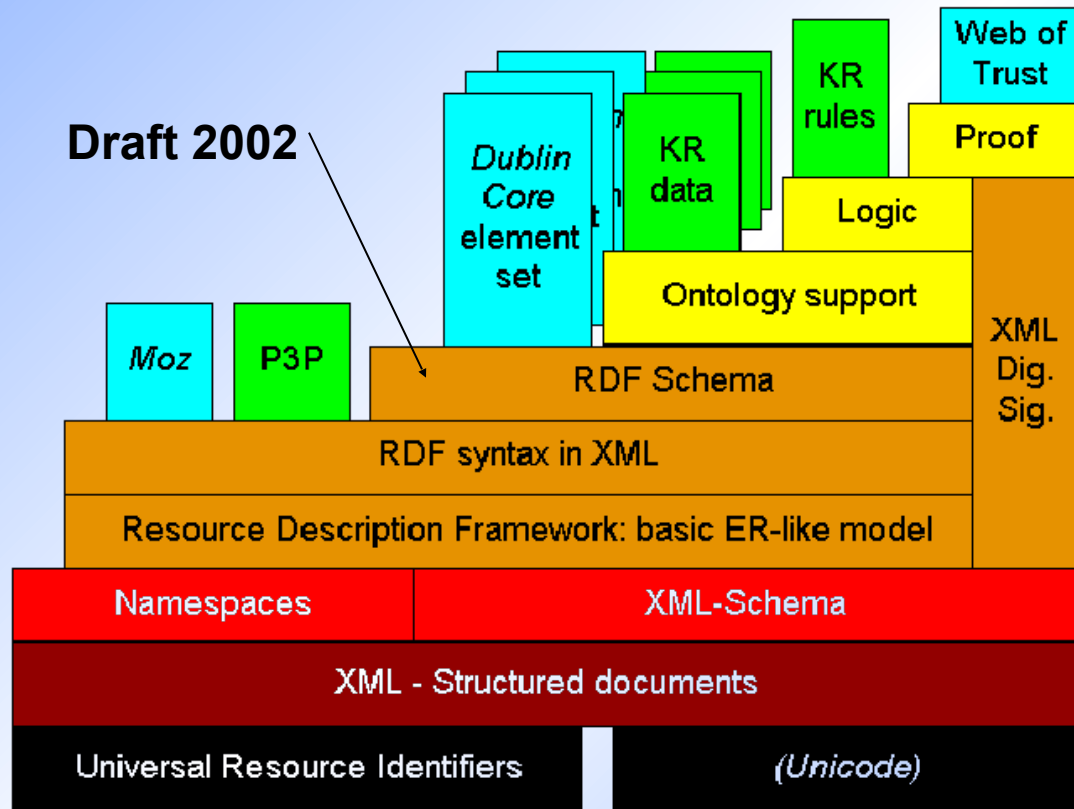 Web of
Trust
KR
rules
Proof
Draft 2002
Dublin
Core
element
set
KR
data
Logic
Ontology support
XML
Dig.
Sig.
Moz
P3P
RDF Schema
RDF syntax in XML
Resource Description Framework: basic ER-like model
Namespaces
XML-Schema
XML - Structured documents
Universal Resource Identifiers
(Unicode)